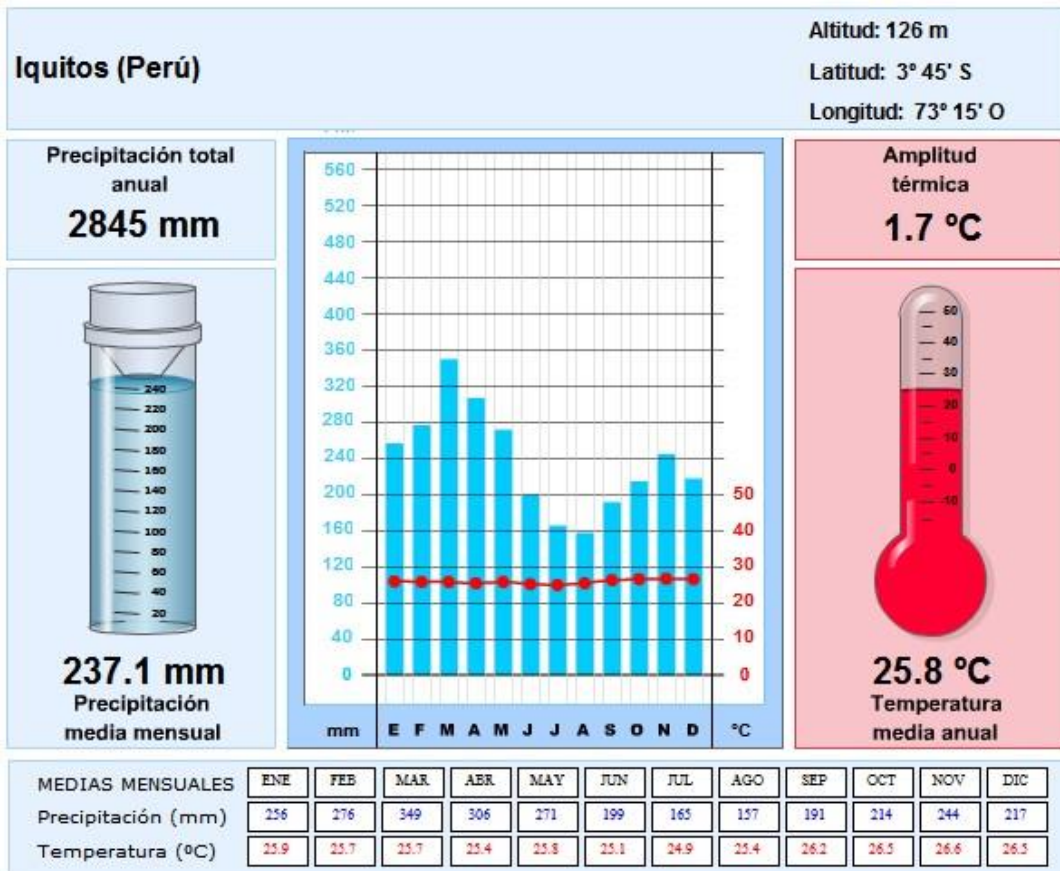 Iquitos (Perú)
Altitud: 126 m
Latitud: 3º 45' S
Longitud: 73º 15' O
Precipitación total
anual
2845 mm
240
220
200
180
160
140
120
100
80
60
40
20
237.1 mm
Precipitación
media mensual
560
520
480
440
400
360
320
280
240
200
160
120
80
40
0
50
40
30
20
10
0
mm E F M A M J J A S O N D ºC
Amplitud
térmica
1.7 ºC
50
40
30
20
10
0
-10
25.8 ºC
Temperatura
media anual
MEDIAS MENSUALES ENE FEB MAR ABR MAY JUN JUL AGO SEP OCT NOV DIC
Precipitación (mm) 256 276 349 306 271 199 165 157 191 214 244 217
Temperatura (ºC) 25.9 25.7 25.7 25.4 25.8 25.1 24.9 25.4 26.2 26.5 26.6 26.5